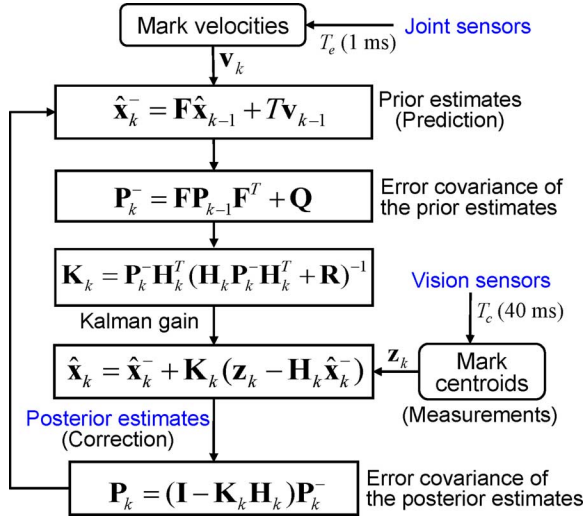 Mark velocities
Joint sensors
T_e (1 ms)
v_k
x̂_k^- = Fx̂_{k-1} + Tv_{k-1}
Prior estimates
(Prediction)
P_k^- = FP_{k-1}F^T + Q
Error covariance of
the prior estimates
K_k = P_k^- H_k^T (H_k P_k^- H_k^T + R)^{-1}
Vision sensors
Kalman gain
T_c (40 ms)
x̂_k = x̂_k^- + K_k(z_k - H_k x̂_k^-)
z_k
Mark
centroids
(Measurements)
Posterior estimates
(Correction)
P_k = (I - K_k H_k)P_k^-
Error covariance of
the posterior estimates